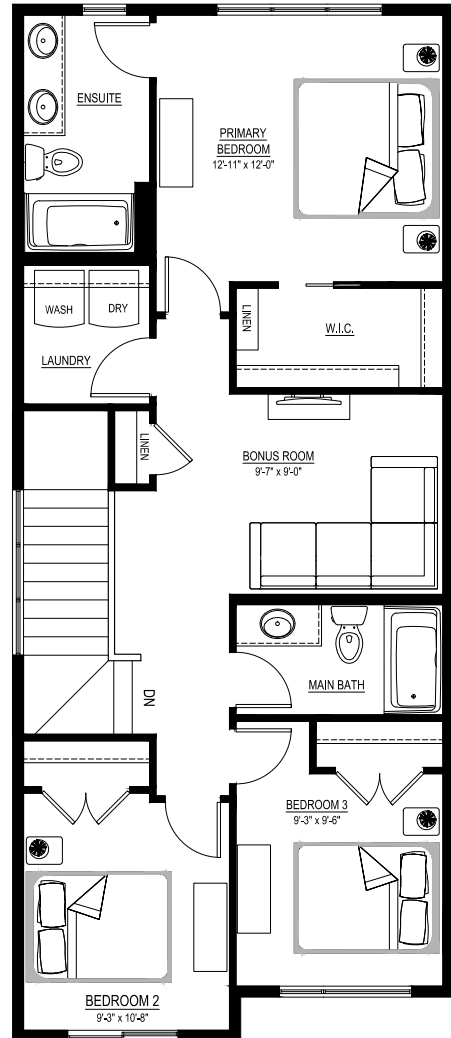 ENSUITE
PRIMARY
BEDROOM
12'-11" x 12'-0"
WASH
DRY
LINEN
W.I.C.
LAUNDRY
LINEN
BONUS ROOM
9'-7" x 9'-0"
MAIN BATH
DN
BEDROOM 3
9'-3" x 9'-6"
BEDROOM 2
9'-3" x 10'-8"